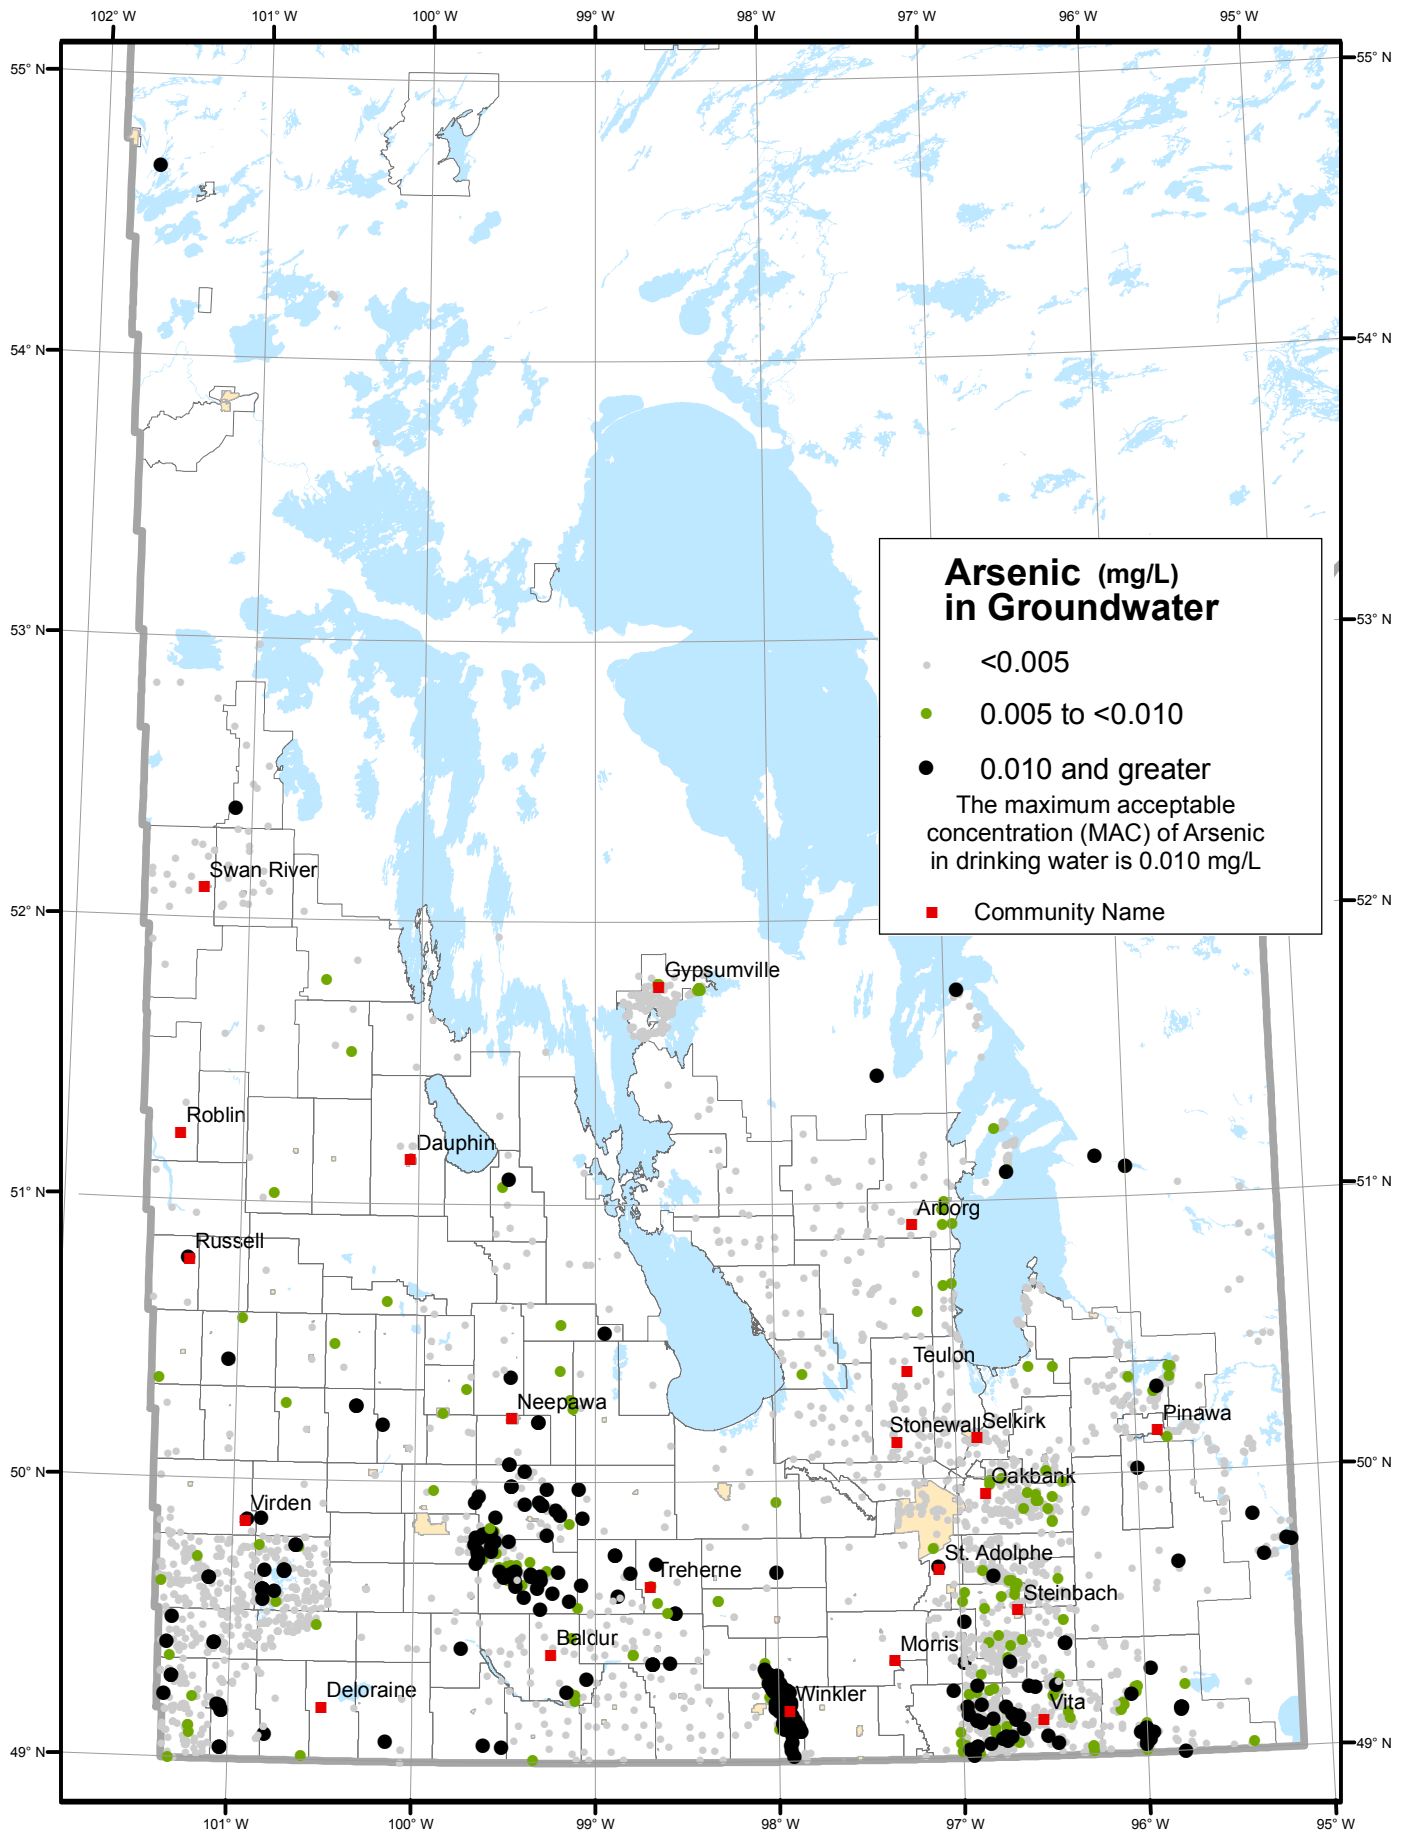 102° W 101° W 100° W 99° W 98° W 97° W 96° W 95° W
55° N 55° N
54° N 54° N
Arsenic (mg/L)
in Groundwater
53° N 53° N
<0.005
0.005 to <0.010
0.010 and greater
The maximum acceptable
concentration (MAC) of Arsenic
in drinking water is 0.010 mg/L
Community Name
Swan River
52° N 52° N
Gypsumville
Roblin
Dauphin
51° N 51° N
Arborg
Russell
Teulon
Neepawa
Stonewall Selkirk
Pinawa
50° N 50° N
Oakbank
Virden
St. Adolphe
Treherne
Steinbach
Baldur
Morris
Deloraine
Winkler
Vita
49° N 49° N
101° W 100° W 99° W 98° W 97° W 96° W 95° W